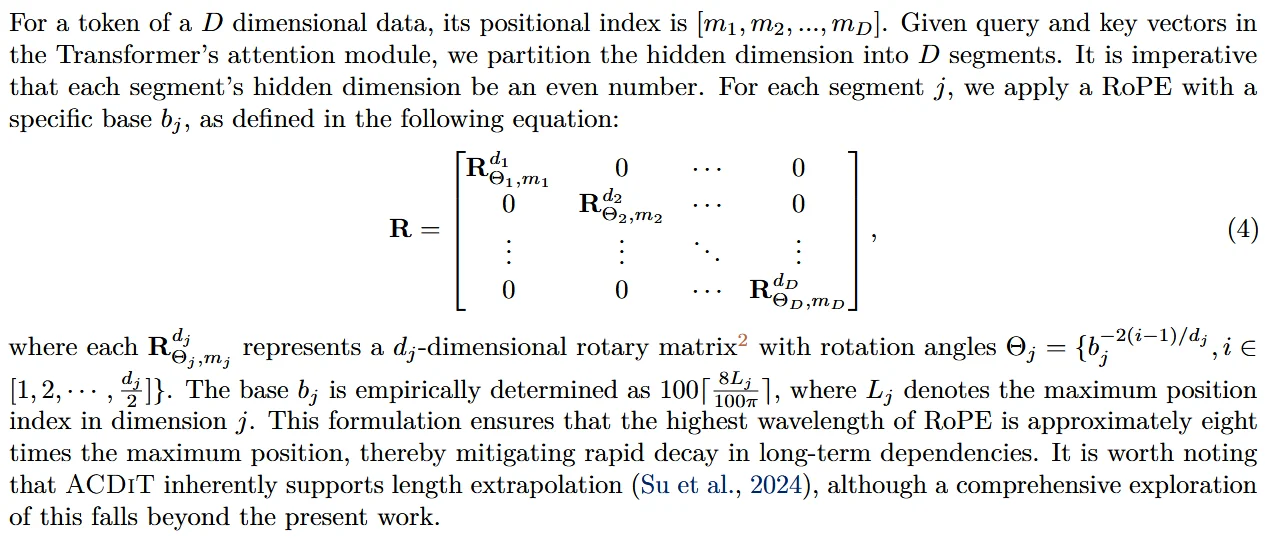 For a token of a D dimensional data, its positional index is [m₁, m₂, ..., m_D]. Given query and key vectors in
the Transformer's attention module, we partition the hidden dimension into D segments. It is imperative
that each segment's hidden dimension be an even number. For each segment j, we apply a RoPE with a
specific base b_j, as defined in the following equation:
R = \begin{bmatrix} R^{d_1}_{Θ_1,m_1} & 0 & ⋯ & 0 \\ 0 & R^{d_2}_{Θ_2,m_2} & ⋯ & 0 \\ ⋮ & ⋮ & ⋱ & ⋮ \\ 0 & 0 & ⋯ & R^{d_D}_{Θ_D,m_D} \end{bmatrix}, (4)
where each R^{d_j}_{Θ_j,m_j} represents a d_j-dimensional rotary matrix² with rotation angles Θ_j = {b_j^{-2(i-1)/d_j}, i ∈
[1, 2, ⋯ , \frac{d_j}{2}]}. The base b_j is empirically determined as 100⌈\frac{8L_j}{100π}⌉, where L_j denotes the maximum position
index in dimension j. This formulation ensures that the highest wavelength of RoPE is approximately eight
times the maximum position, thereby mitigating rapid decay in long-term dependencies. It is worth noting
that ACDiT inherently supports length extrapolation (Su et al., 2024), although a comprehensive exploration
of this falls beyond the present work.